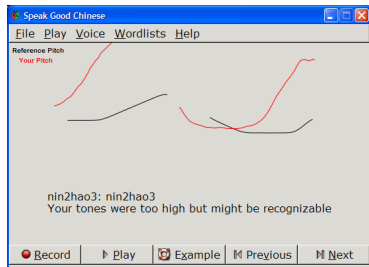 Speak Good Chinese
File Play Voice Wordlists Help
Reference Pitch
Your Pitch
nin2hao3: nin2hao3
Your tones were too high but might be recognizable
Record Play Example Previous Next